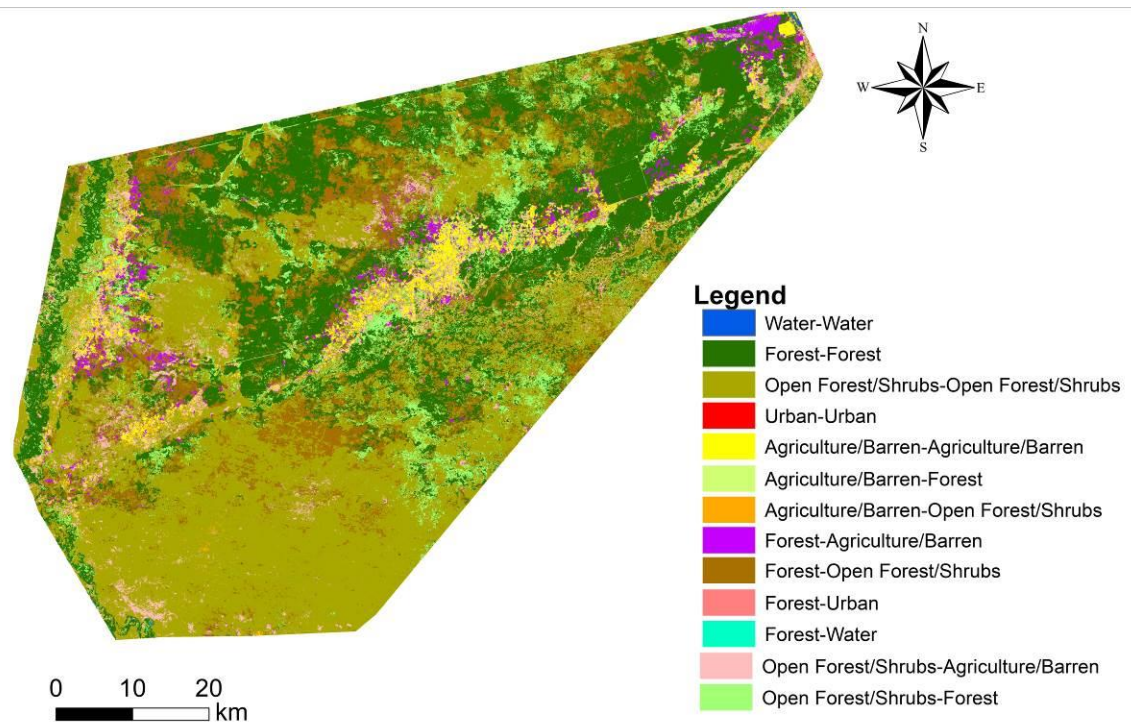 N
W E
S
Legend
Water-Water
Forest-Forest
Open Forest/Shrubs-Open Forest/Shrubs
Urban-Urban
Agriculture/Barren-Agriculture/Barren
Agriculture/Barren-Forest
Agriculture/Barren-Open Forest/Shrubs
Forest-Agriculture/Barren
Forest-Open Forest/Shrubs
Forest-Urban
Forest-Water
Open Forest/Shrubs-Agriculture/Barren
Open Forest/Shrubs-Forest
0 10 20
km